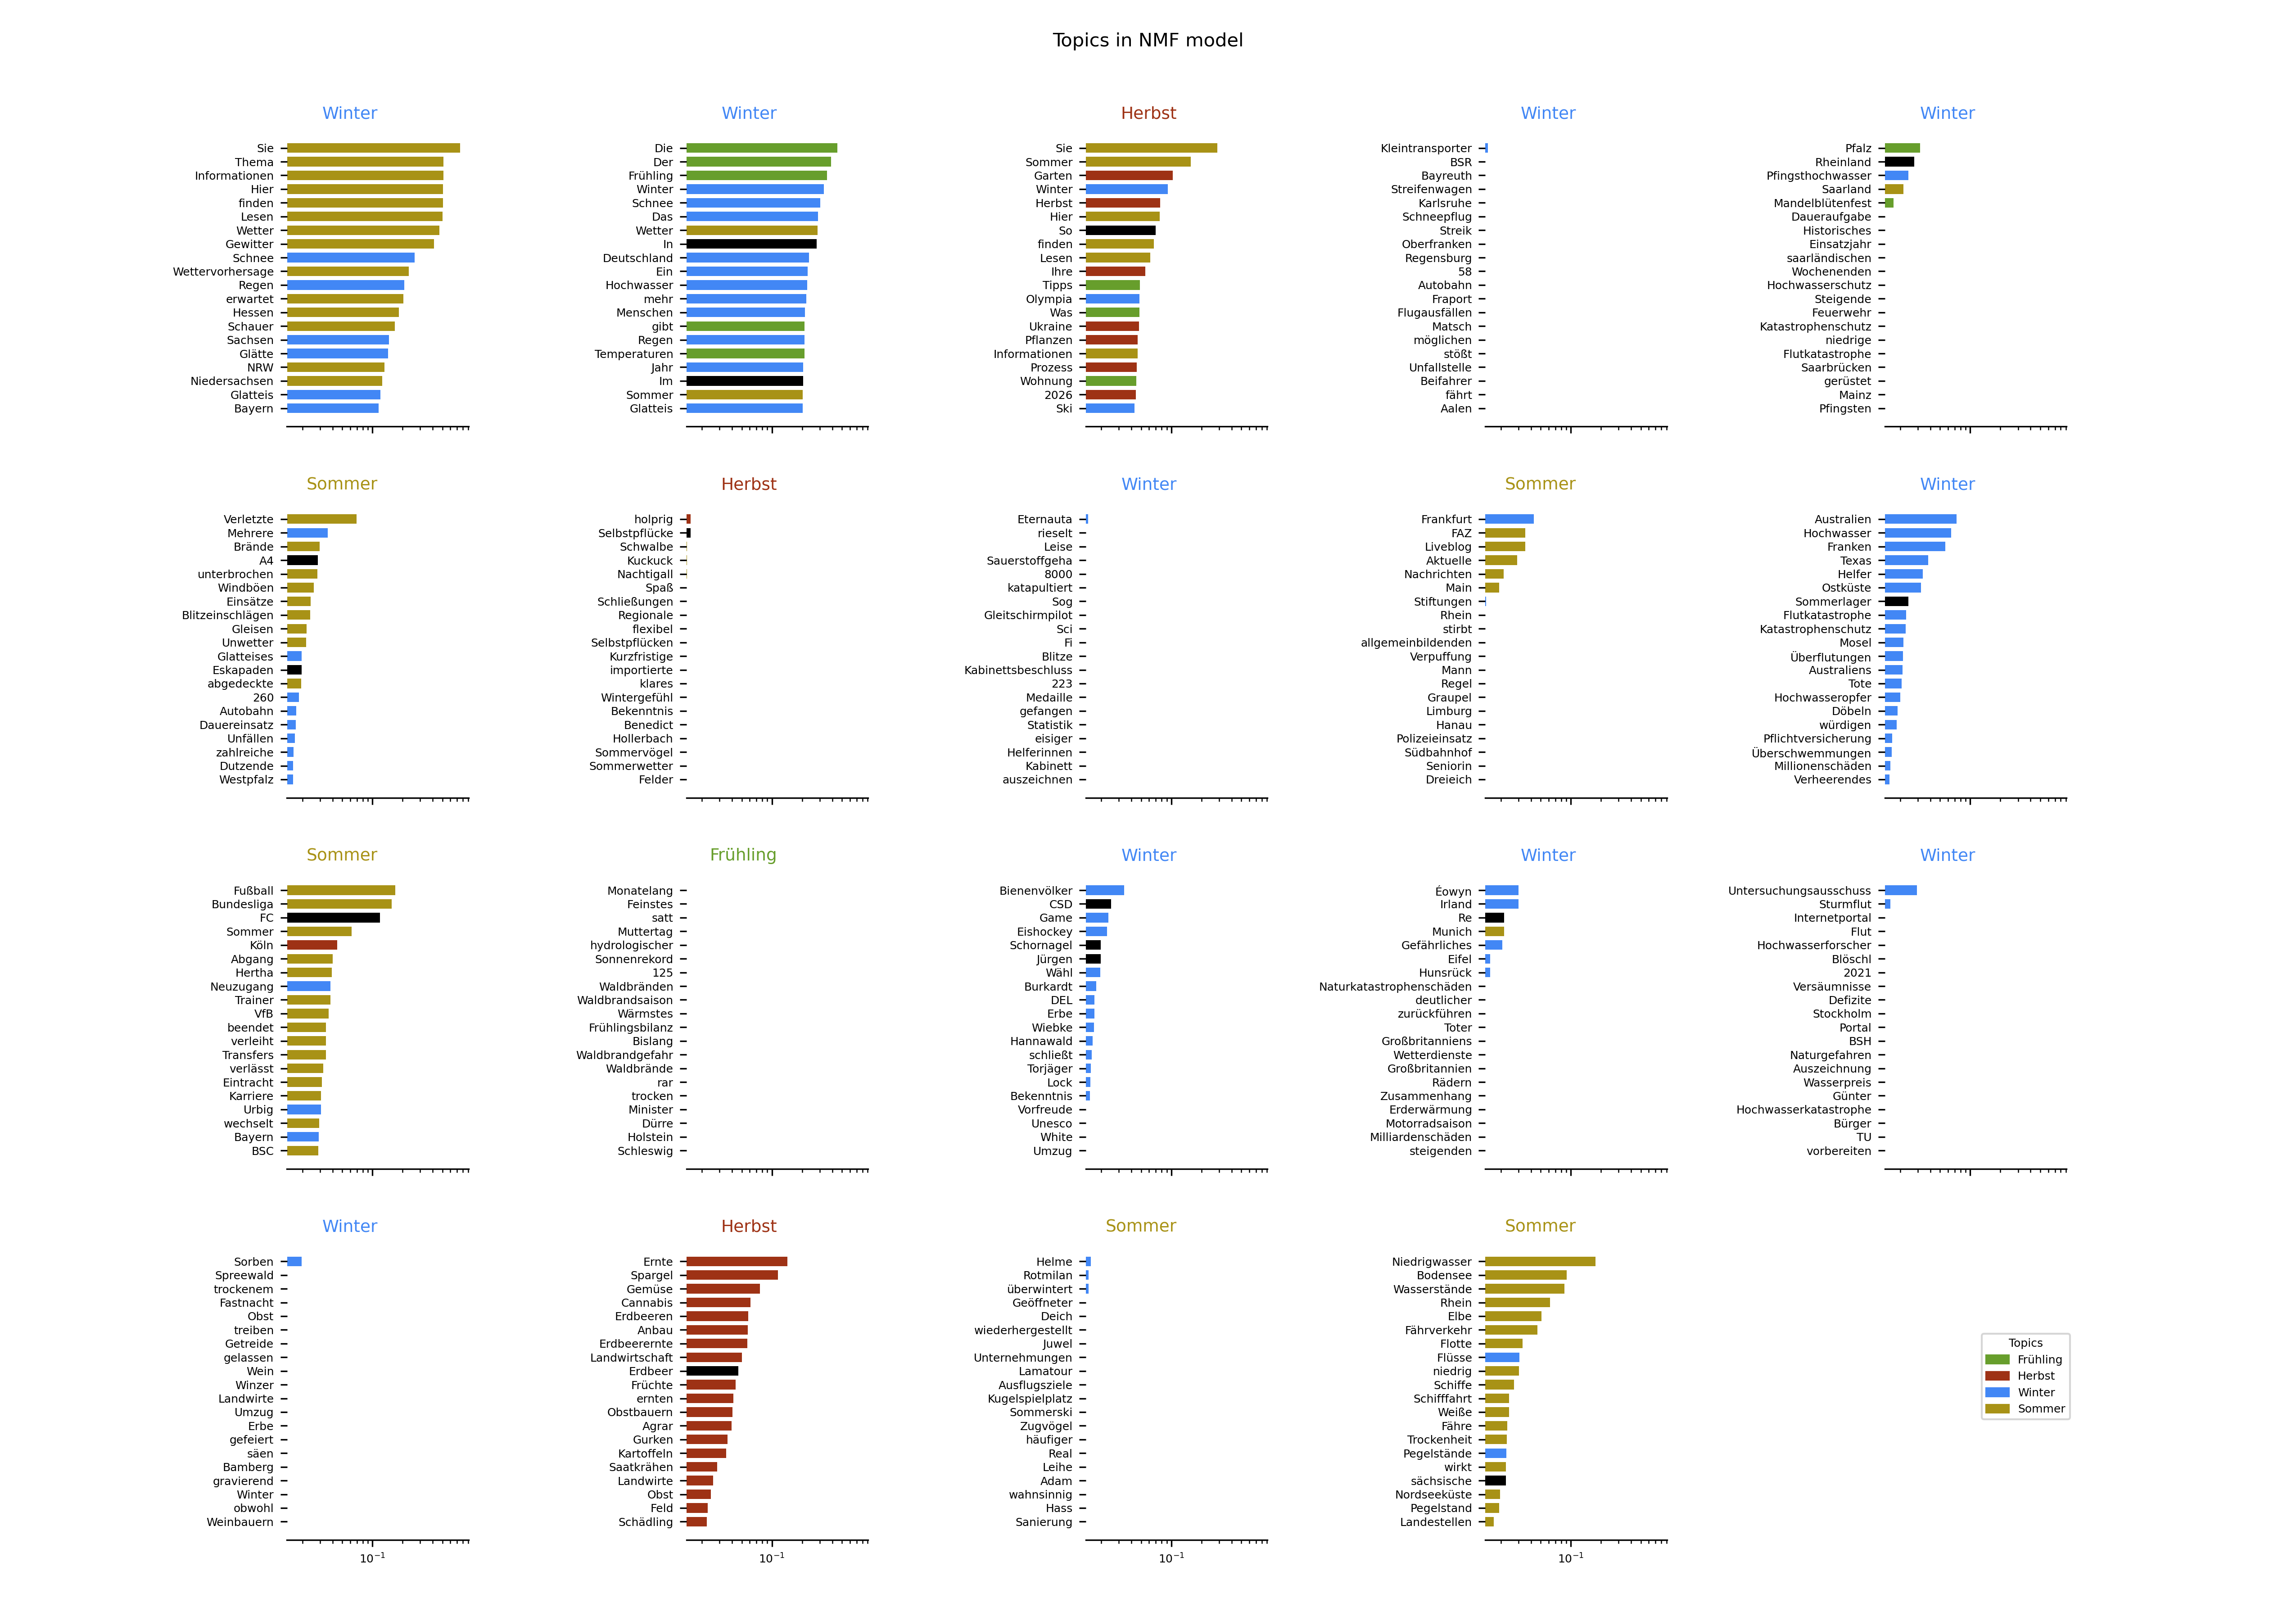 Topics in NMF model
Winter
Sie
Thema
Informationen
Hier
finden
Lesen
Wetter
Gewitter
Schnee
Wettervorhersage
Regen
erwartet
Hessen
Schauer
Sachsen
Glätte
NRW
Niedersachsen
Glatteis
Bayern
Winter
Die
Der
Frühling
Winter
Schnee
Das
Wetter
In
Deutschland
Ein
Hochwasser
mehr
Menschen
gibt
Regen
Temperaturen
Jahr
Im
Sommer
Glatteis
Herbst
Sie
Sommer
Garten
Winter
Herbst
Hier
So
finden
Lesen
Ihre
Tipps
Olympia
Was
Ukraine
Pflanzen
Informationen
Prozess
Wohnung
2026
Ski
Winter
Kleintransporter
BSR
Bayreuth
Streifenwagen
Karlsruhe
Schneepflug
Streik
Oberfranken
Regensburg
58
Autobahn
Fraport
Flugausfällen
Matsch
möglichen
stößt
Unfallstelle
Beifahrer
fährt
Aalen
Winter
Pfalz
Rheinland
Pfingsthochwasser
Saarland
Mandelblütenfest
Daueraufgabe
Historisches
Einsatzjahr
saarländischen
Wochenenden
Hochwasserschutz
Steigende
Feuerwehr
Katastrophenschutz
niedrige
Flutkatastrophe
Saarbrücken
gerüstet
Mainz
Pfingsten
Sommer
Verletzte
Mehrere
Brände
A4
unterbrochen
Windböen
Einsätze
Blitzeinschlägen
Gleisen
Unwetter
Glatteises
Eskapaden
abgedeckte
260
Autobahn
Dauereinsatz
Unfällen
zahlreiche
Dutzende
Westpfalz
Herbst
holprig
Selbstpflücke
Schwalbe
Kuckuck
Nachtigall
Spaß
Schließungen
Regionale
flexibel
Selbstpflücken
Kurzfristige
importierte
klares
Wintergefühl
Bekenntnis
Benedict
Hollerbach
Sommervögel
Sommerwetter
Felder
Winter
Eternauta
rieselt
Leise
Sauerstoffgeha
8000
katapultiert
Sog
Gleitschirmpilot
Sci
Fi
Blitze
Kabinettsbeschluss
223
Medaille
gefangen
Statistik
eisiger
Helferinnen
Kabinett
auszeichnen
Sommer
Frankfurt
FAZ
Liveblog
Aktuelle
Nachrichten
Main
Stiftungen
Rhein
stirbt
allgemeinbildenden
Verpuffung
Mann
Regel
Graupel
Limburg
Hanau
Polizeieinsatz
Südbahnhof
Seniorin
Dreieich
Winter
Australien
Hochwasser
Franken
Texas
Helfer
Ostküste
Sommerlager
Flutkatastrophe
Katastrophenschutz
Mosel
Überflutungen
Australiens
Tote
Hochwasseropfer
Döbeln
würdigen
Pflichtversicherung
Überschwemmungen
Millionenschäden
Verheerendes
Sommer
Fußball
Bundesliga
FC
Sommer
Köln
Abgang
Hertha
Neuzugang
Trainer
VfB
beendet
verleiht
Transfers
verlässt
Eintracht
Karriere
Urbig
wechselt
Bayern
BSC
Frühling
Monatelang
Feinstes
satt
Muttertag
hydrologischer
Sonnenrekord
125
Waldbränden
Waldbrandsaison
Wärmstes
Frühlingsbilanz
Bislang
Waldbrandgefahr
Waldbrände
rar
trocken
Minister
Dürre
Holstein
Schleswig
Winter
Bienenvölker
CSD
Game
Eishockey
Schornagel
Jürgen
Wähl
Burkardt
DEL
Erbe
Wiebke
Hannawald
schließt
Torjäger
Lock
Bekenntnis
Vorfreude
Unesco
White
Umzug
Winter
Éowyn
Irland
Re
Munich
Gefährliches
Eifel
Hunsrück
Naturkatastrophenschäden
deutlicher
zurückführen
Toter
Großbritanniens
Wetterdienste
Großbritannien
Rädern
Zusammenhang
Erderwärmung
Motorradsaison
Milliardenschäden
steigenden
Winter
Untersuchungsausschuss
Sturmflut
Internetportal
Flut
Hochwasserforscher
Blöschl
2021
Versäumnisse
Defizite
Stockholm
Portal
BSH
Naturgefahren
Auszeichnung
Wasserpreis
Günter
Hochwasserkatastrophe
Bürger
TU
vorbereiten
Winter
Sorben
Spreewald
trockenem
Fastnacht
Obst
treiben
Getreide
gelassen
Wein
Winzer
Landwirte
Umzug
Erbe
gefeiert
säen
Bamberg
gravierend
Winter
obwohl
Weinbauern
10⁻¹
Herbst
Ernte
Spargel
Gemüse
Cannabis
Erdbeeren
Anbau
Erdbeerernte
Landwirtschaft
Erdbeer
Früchte
ernten
Obstbauern
Agrar
Gurken
Kartoffeln
Saatkrähen
Landwirte
Obst
Feld
Schädling
10⁻¹
Sommer
Helme
Rotmilan
überwintert
Geöffneter
Deich
wiederhergestellt
Juwel
Unternehmungen
Lamatour
Ausflugsziele
Kugelspielplatz
Sommerski
Zugvögel
häufiger
Real
Leihe
Adam
wahnsinnig
Hass
Sanierung
10⁻¹
Sommer
Niedrigwasser
Bodensee
Wasserstände
Rhein
Elbe
Fährverkehr
Flotte
Flüsse
niedrig
Schiffe
Schifffahrt
Weiße
Fähre
Trockenheit
Pegelstände
wirkt
sächsische
Nordseeküste
Pegelstand
Landestellen
10⁻¹
Topics
Frühling
Herbst
Winter
Sommer